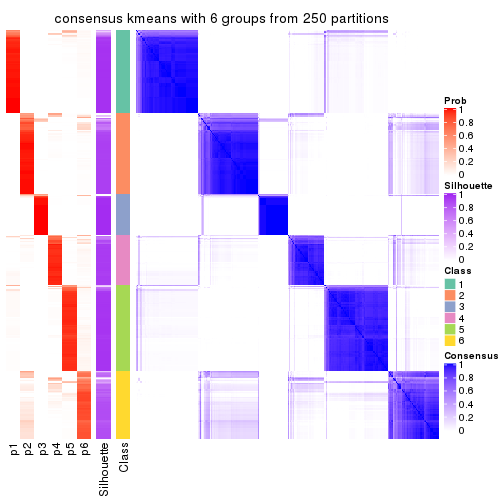 consensus kmeans with 6 groups from 250 partitions
Prob
1
0.8
0.6
0.4
0.2
0
Silhouette
1
0.8
0.6
0.4
0.2
0
Class
1
2
3
4
5
6
Consensus
1
0.8
0.6
0.4
0.2
0
p1
p2
p3
p4
p5
p6
Silhouette
Class